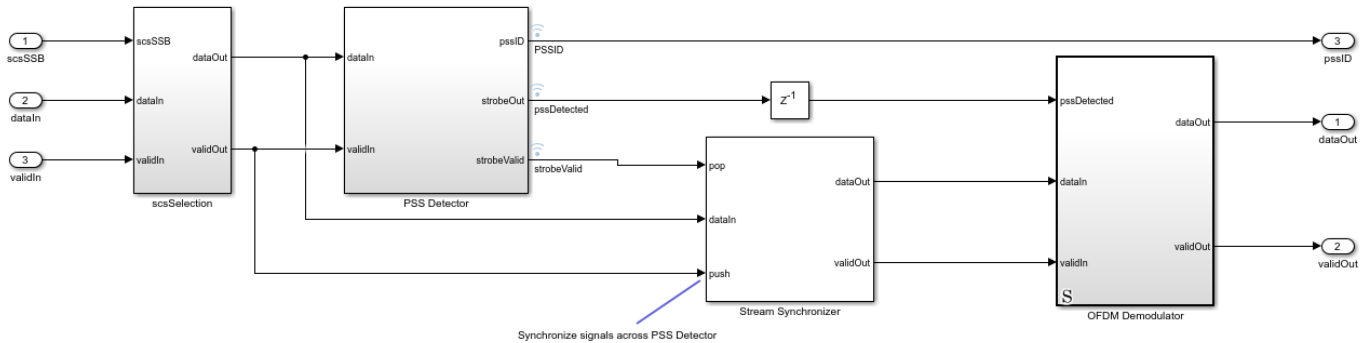 1
scsSSB
2
dataIn
3
validIn
scsSSB
dataIn
validIn
dataOut
validOut
scsSelection
dataIn
validIn
pssID
strobeOut
strobeValid
PSS Detector
PSSID
pssDetected
strobeValid
Z-1
pop
dataIn
push
dataOut
validOut
Stream Synchronizer
Synchronize signals across PSS Detector
pssDetected
dataIn
validIn
dataOut
validOut
S
OFDM Demodulator
3
pssID
1
dataOut
2
validOut